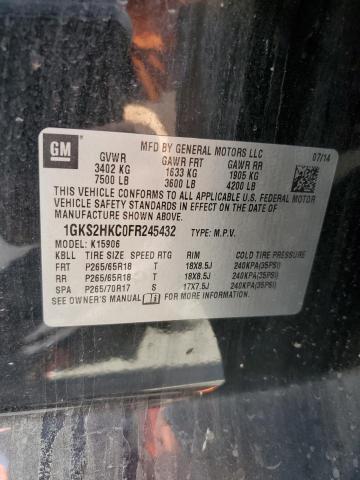 GM
MFD BY GENERAL MOTORS LLC
07/14
GVWR GAWR FRT GAWR RR
3402 KG 1633 KG 1905 KG
7500 LB 3600 LB 4200 LB
THIS VEHICLE CONFORMS TO ALL APPLICABLE U.S. FEDERAL MOTOR
VEHICLE SAFETY STANDARDS IN EFFECT ON THE DATE OF
MANUFACTURE SHOWN ABOVE.
1GKS2HKC0FR245432 TYPE: M.P.V.
MODEL: K15906
KBLL TIRE SIZE SPEED RTG RIM COLD TIRE PRESSURE
FRT P265/65R18 T 18X8.5J 240KPA(35PSI)
RR P265/65R18 T 18X8.5J 240KPA(35PSI)
SPA P265/70R17 S 17X7.5J 240KPA(35PSI)
SEE OWNER'S MANUAL FOR MORE INFORMATION.